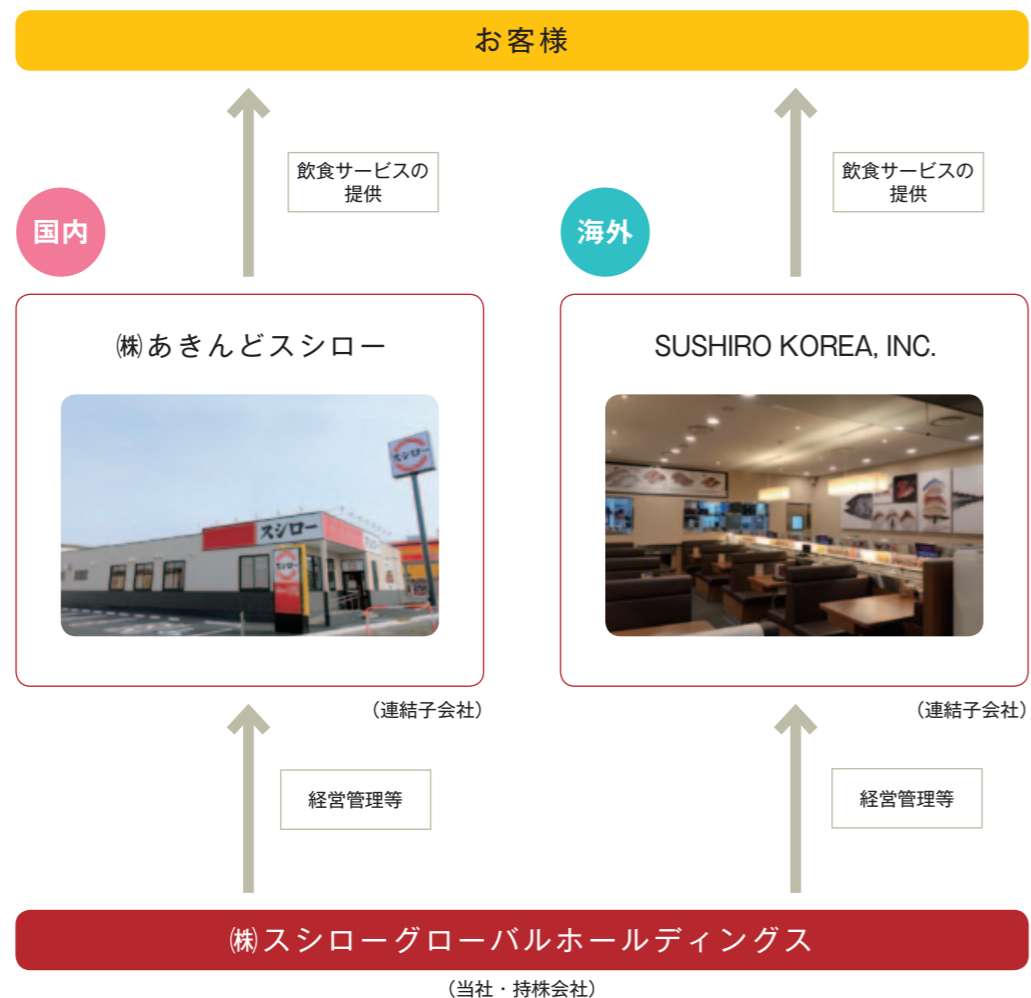 お客様
飲食サービスの
提供
飲食サービスの
提供
国内
海外
㈱あきんどスシロー
SUSHIRO KOREA, INC.
スシロー
スシロー
スシロー
(連結子会社)
(連結子会社)
経営管理等
経営管理等
㈱スシローグローバルホールディングス
(当社・持株会社)